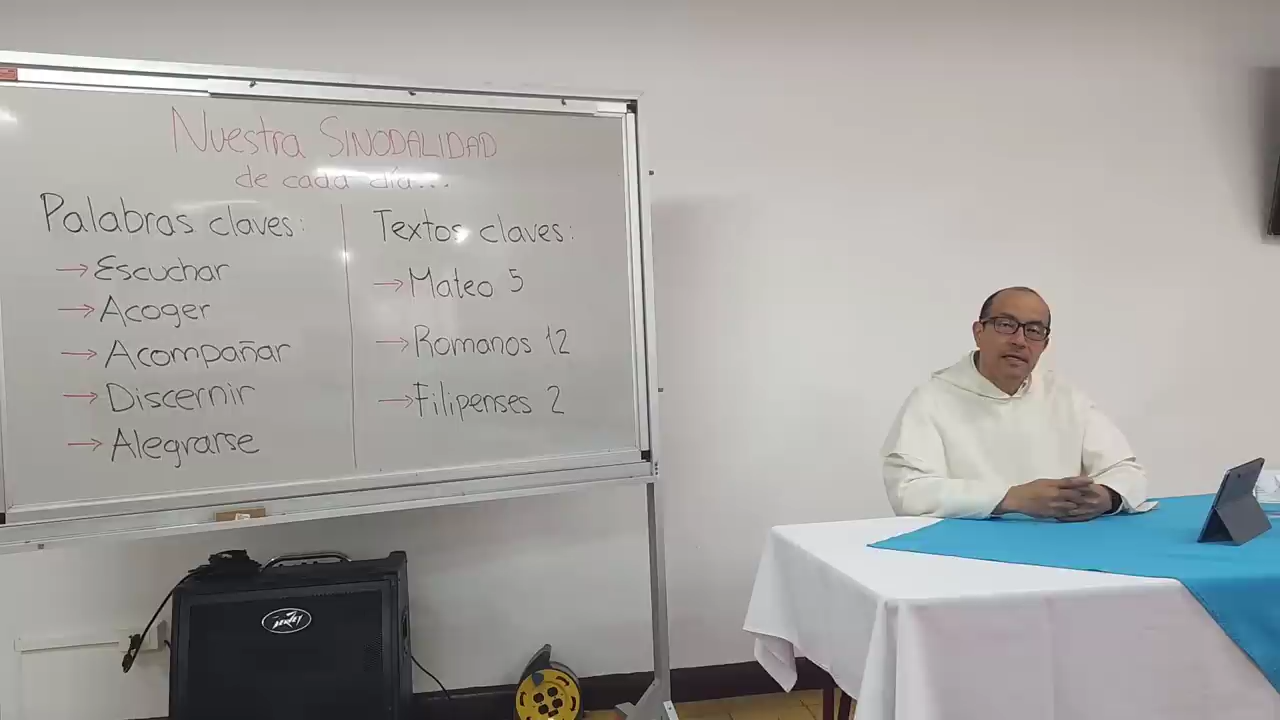 Nuestra SINODALIDAD
de cada día...
Palabras claves:
→ Escuchar
→ Acoger
→ Acompañar
→ Discernir
→ Alegrarse
Textos claves:
→ Mateo 5
→ Romanos 12
→ Filipenses 2
PEAVEY